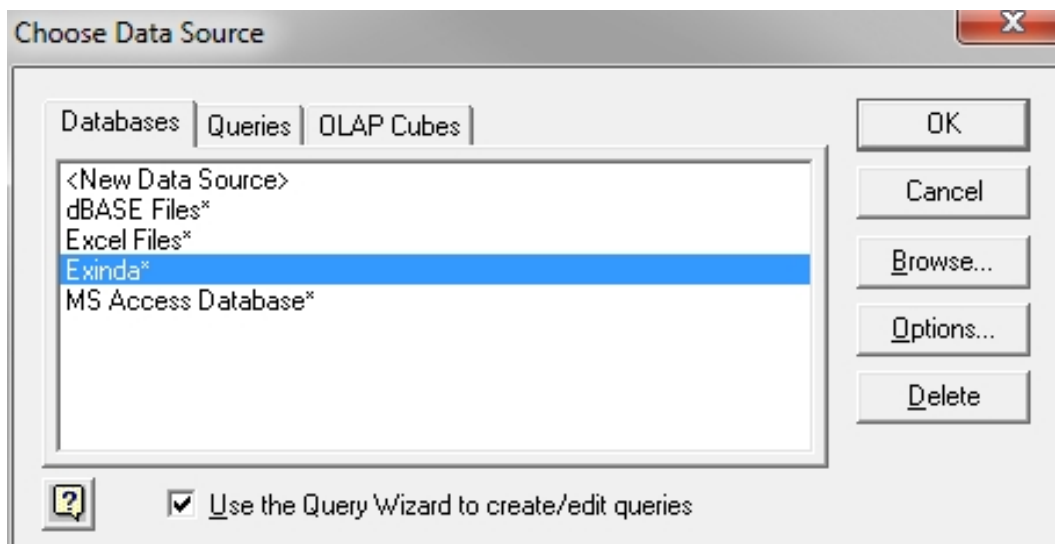 Choose Data Source
Databases Queries OLAP Cubes
<New Data Source>
dBASE Files*
Excel Files*
Exinda*
MS Access Database*
OK
Cancel
Browse...
Options...
Delete
Use the Query Wizard to create/edit queries